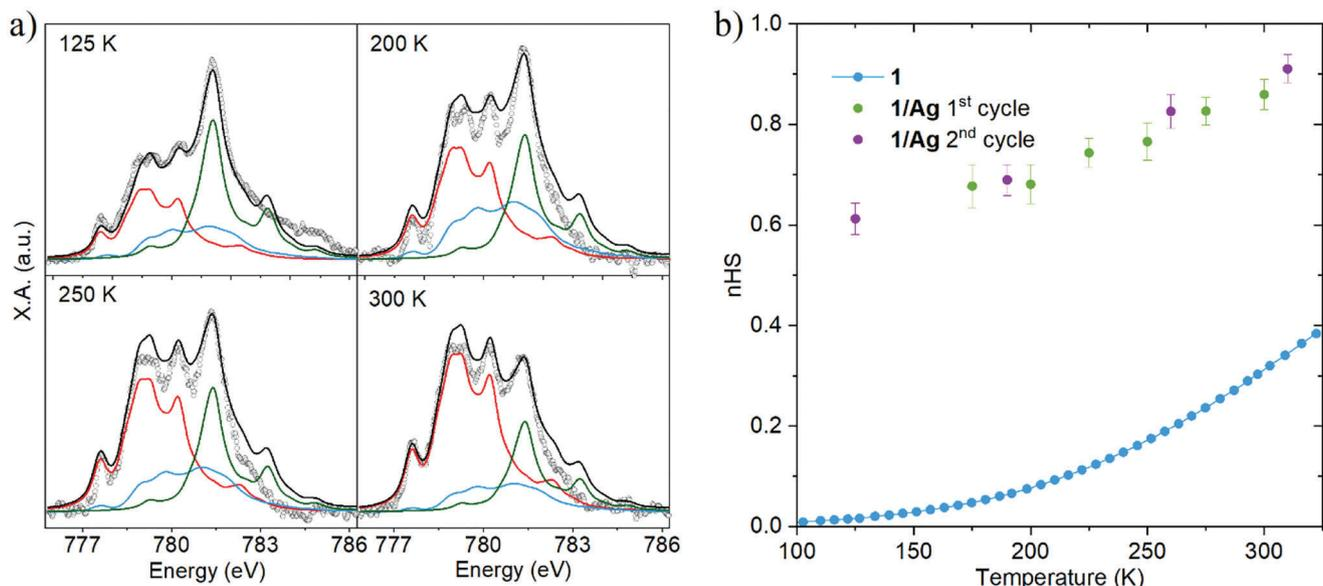 a)
125 K
200 K
250 K
300 K
X.A. (a.u.)
777 780 783 786
777 780 783 786
Energy (eV)
Energy (eV)
b)
1.0
0.8
0.6
0.4
0.2
0.0
nHS
1
1/Ag 1st cycle
1/Ag 2nd cycle
100 150 200 250 300
Temperature (K)